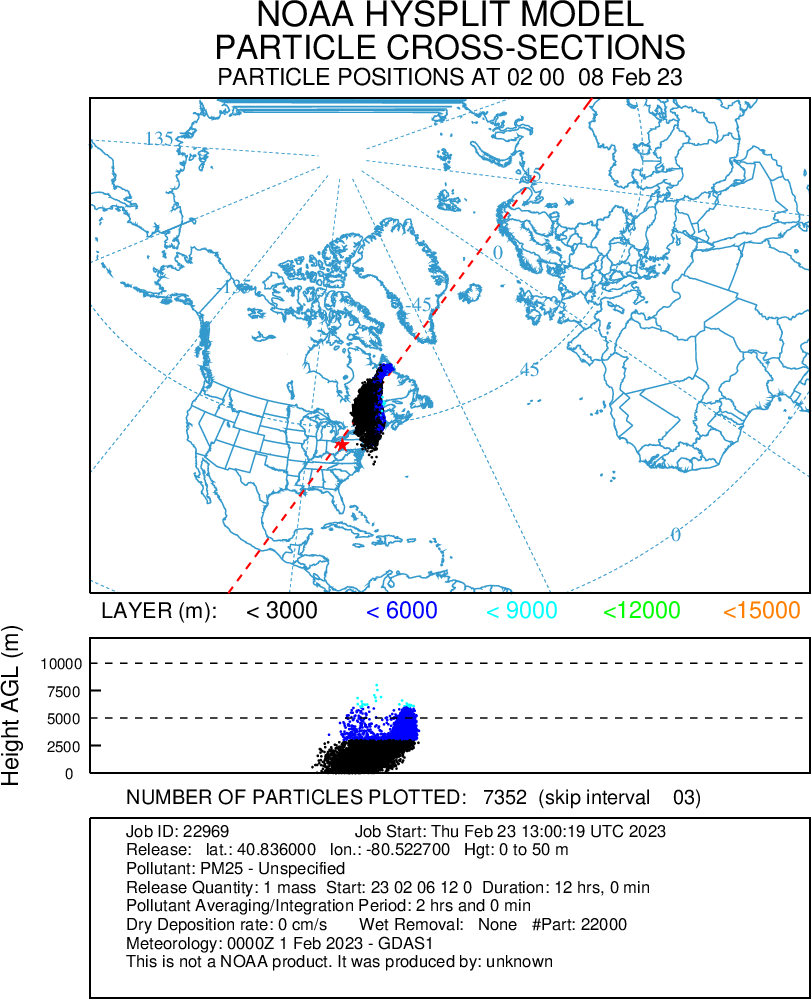 NOAA HYSPLIT MODEL
PARTICLE CROSS-SECTIONS
PARTICLE POSITIONS AT 02 00  08 Feb 23
135
-135
0
-45
45
0
LAYER (m): < 3000 < 6000 < 9000 <12000 <15000
Height AGL (m)
10000
7500
5000
2500
0
NUMBER OF PARTICLES PLOTTED:  7352  (skip interval  03)
Job ID: 22969 Job Start: Thu Feb 23 13:00:19 UTC 2023
Release:  lat.: 40.836000  lon.: -80.522700  Hgt: 0 to 50 m
Pollutant: PM25 - Unspecified
Release Quantity: 1 mass  Start: 23 02 06 12 0  Duration: 12 hrs, 0 min
Pollutant Averaging/Integration Period: 2 hrs and 0 min
Dry Deposition rate: 0 cm/s  Wet Removal:  None  #Part: 22000
Meteorology: 0000Z 1 Feb 2023 - GDAS1
This is not a NOAA product. It was produced by: unknown